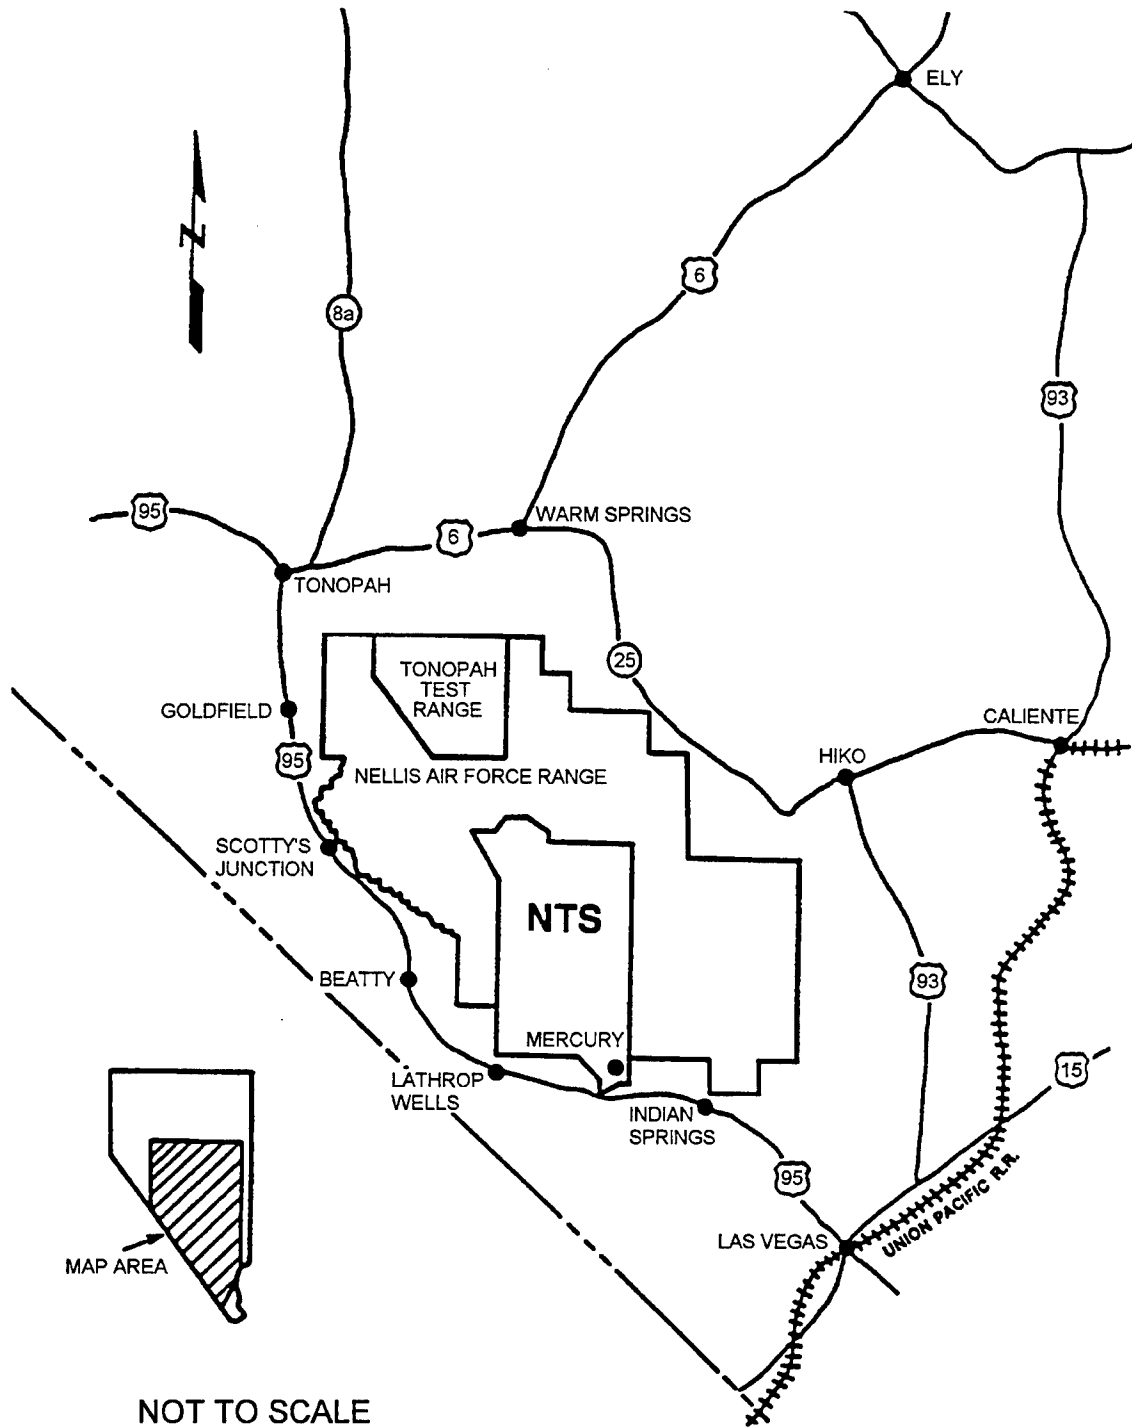 ELY
N
6
8a
93
95
WARM SPRINGS
6
TONOPAH
25
TONOPAH
TEST
RANGE
GOLDFIELD
CALIENTE
95
HIKO
NELLIS AIR FORCE RANGE
SCOTTY'S
JUNCTION
NTS
BEATTY
93
MERCURY
LATHROP
WELLS
15
INDIAN
SPRINGS
95
UNION PACIFIC R.R.
LAS VEGAS
MAP AREA
NOT TO SCALE